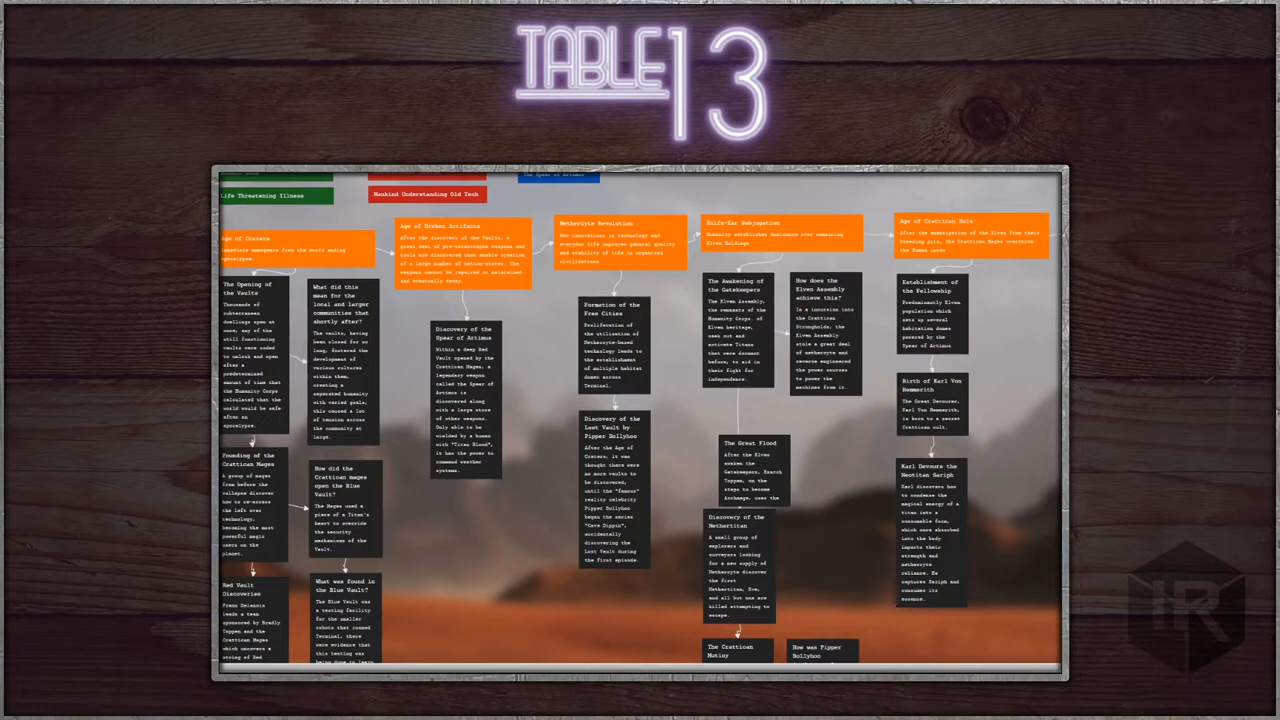 TABLE 13
Life Threatening Illness
Mankind Understanding Old Tech
The Spear of Artimus
Age of Craters
Immediate emergence from the world ending
apocalypse.
Age of Broken Artifacts
After the discovery of the Vaults, a
great deal of pre-catastrophe weapons and
tools are discovered that enable creation
of a large number of nation-states. The
weapons cannot be repaired or maintained
and eventually decay.
Nethercyte Revolution
New innovations in technology and
everyday life improves general quality
and stability of life in organized
civilizations
Knife-Ear Subjugation
Humanity establishes dominance over remaining
Elven Holdings
Age of Crattican Rule
After the emancipation of the Elves from their
breeding pits, the Crattican Mages overthrow
the Human Lords
The Opening of
the Vaults
Thousands of
subterranean
dwellings open at
once, any of the
still functioning
vaults were coded
to unlock and open
after a
predetermined
amount of time that
the Humanity Corps
calculated that the
world would be safe
after an
apocalypse.
What did this
mean for the
local and larger
communities that
shortly after?
The vaults, having
been closed for so
long, fostered the
development of
various cultures
within them,
creating a
separated humanity
with varied goals,
this caused a lot
of tension across
the community at
large.
Founding of the
Crattican Mages
A group of mages
from before the
collapse discover
how to re-access
the left over
technology,
becoming the most
powerful magic
users on the
planet.
How did the
Crattican mages
open the Blue
Vault?
The Mages used a
piece of a Titan's
heart to override
the security
mechanisms of the
Vault.
Red Vault
Discoveries
Franz Delanois
leads a team
sponsored by Bradly
Toppen and the
Crattican Mages
which uncovers a
string of Red
What was found in
the Blue Vault?
The Blue Vault was
a testing facility
for the smaller
robots that roamed
Terminal, there
were evidence that
this testing was
being done to learn
Discovery of the
Spear of Artimus
Within a deep Red
Vault opened by the
Crattican Mages, a
legendary weapon
called the Spear of
Artimus is
discovered along
with a large store
of other weapons.
Only able to be
wielded by a human
with "Titan Blood",
it has the power to
command weather
systems.
Formation of the
Free Cities
Proliferation of
the utilization of
Nethercyte-based
technology leads to
the establishment
of multiple habitat
domes across
Terminal.
Discovery of the
Lost Vault by
Pipper Bollyhoo
After the Age of
Craters, it was
thought there were
no more vaults to
be discovered,
until the "famous"
reality celebrity
Pipper Bollyhoo
began the series
"Cave Dippin",
accidentally
discovering the
Lost Vault during
the first episode.
The Awakening of
the Gatekeepers
The Elven Assembly,
the remnants of the
Humanity Corps. of
Elven heritage,
seek out and
activate Titans
that were dormant
before, to aid in
their fight for
independence.
How does the
Elven Assembly
achieve this?
In a incursion into
the Crattican
Strongholds, the
Elven Assembly
stole a great deal
of nethercyte and
reverse engineered
the power sources
to power the
machines from it.
The Great Flood
After the Elves
awaken the
Gatekeepers, Exarch
Toppen, on the
steps to become
Archmage, uses the
Discovery of the
Nethertitan
A small group of
explorers and
surveyors looking
for a new supply of
Nethercyte discover
the first
Nethertitan, Eve,
and all but one are
killed attempting to
escape.
The Crattican
Mutiny
How was Pipper
Bollyhoo
Establishment of
the Fellowship
Predominantly Elven
population which
sets up several
habitation domes
powered by the
Spear of Artimus
Birth of Karl Von
Hemmerith
The Great Devourer,
Karl Von Hemmerith,
is born to a secret
Crattican cult.
Karl Devours the
Neotitan Sariph
Karl discovers how
to condense the
magical energy of a
titan into a
consumable form,
which once absorbed
into the body
imparts their
strength and
nethercyte
reliance. He
captures Sariph and
consumes its
essence.
TR